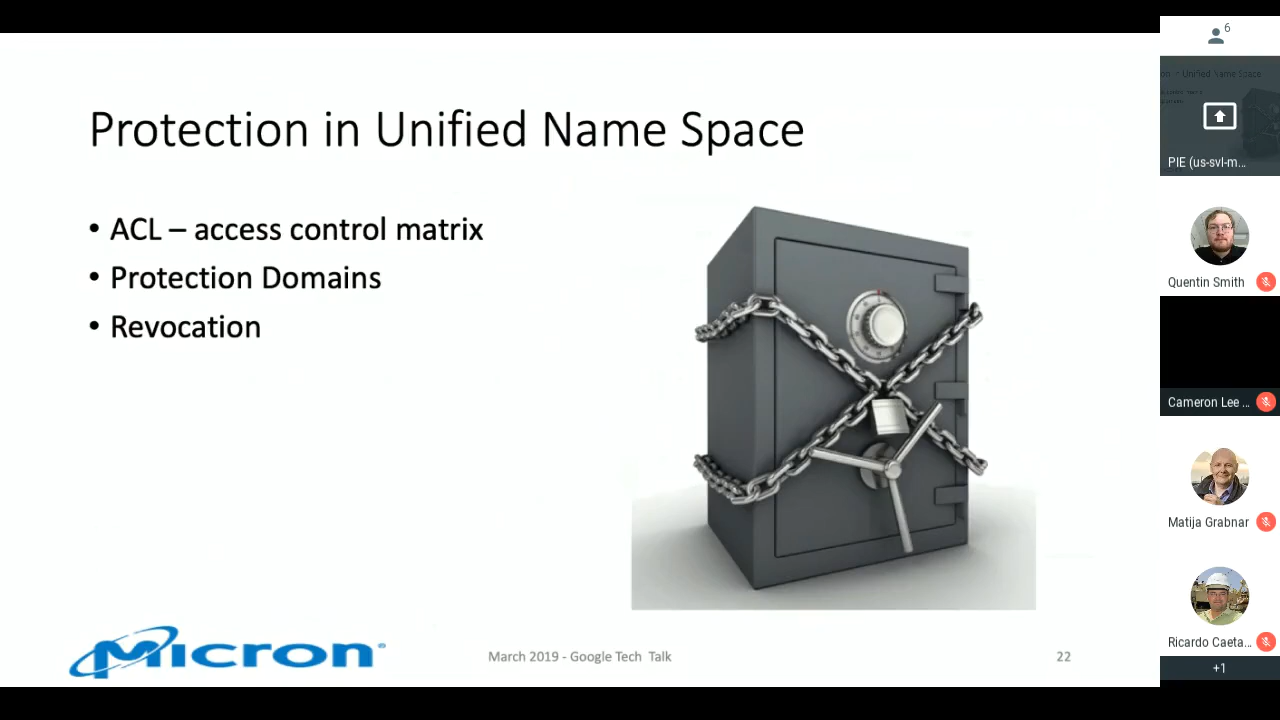 Protection in Unified Name Space
• ACL – access control matrix
• Protection Domains
• Revocation
Micron®
March 2019 - Google Tech Talk
22
6
PIE (us-svl-m...
Quentin Smith
Cameron Lee ...
Matija Grabnar
Ricardo Caeta...
+1